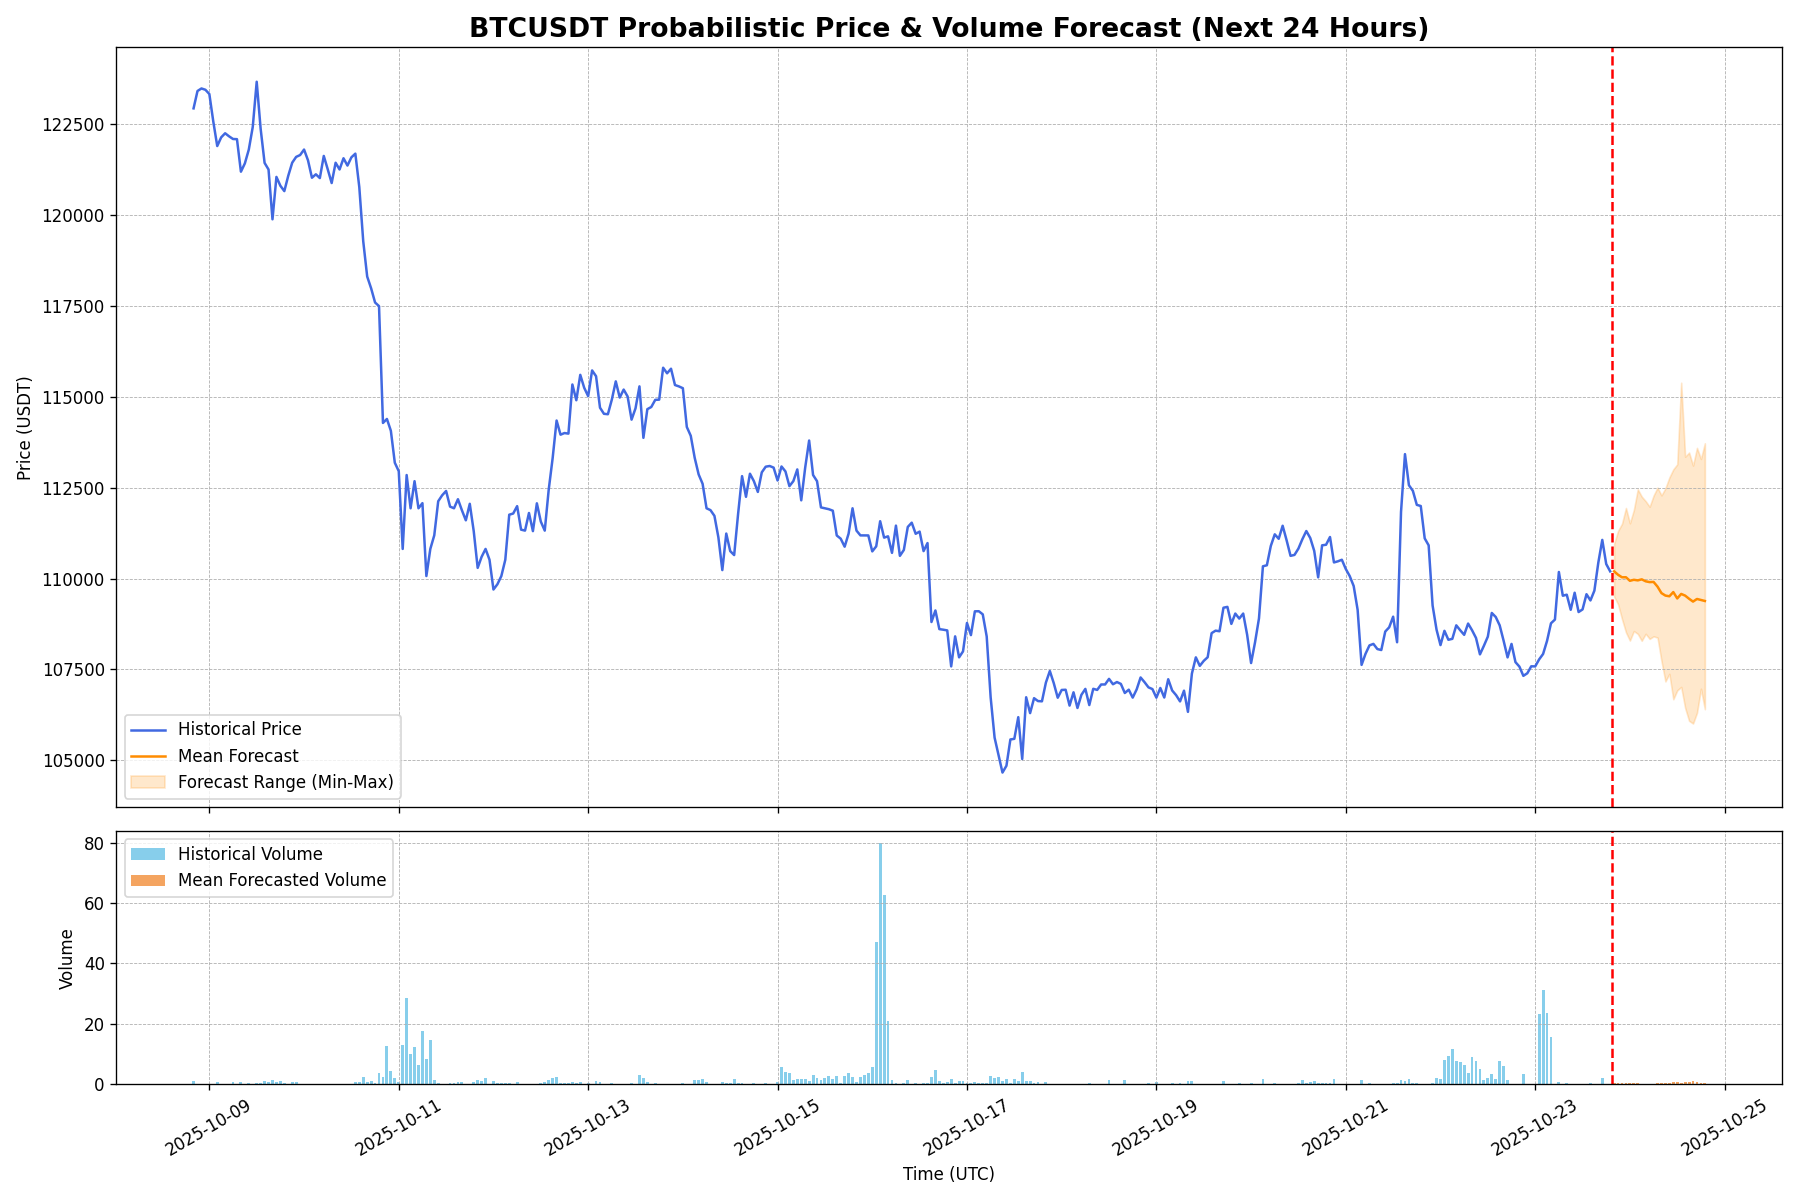 BTCUSDT Probabilistic Price & Volume Forecast (Next 24 Hours)
122500
120000
117500
115000
112500
110000
107500
105000
Price (USDT)
Historical Price
Mean Forecast
Forecast Range (Min-Max)
80
60
40
20
0
Volume
Historical Volume
Mean Forecasted Volume
2025-10-09
2025-10-11
2025-10-13
2025-10-15
2025-10-17
2025-10-19
2025-10-21
2025-10-23
2025-10-25
Time (UTC)